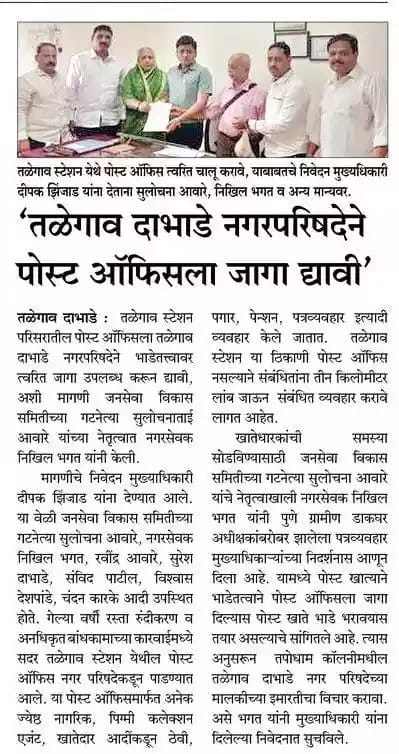 तळेगाव स्टेशन येथे पोस्ट ऑफिस त्वरित चालू करावे, याबाबतचे निवेदन मुख्यधिकारी
दीपक झिंजाड यांना देताना सुलोचना आवारे, निखिल भगत व अन्य मान्यवर.
‘तळेगाव दाभाडे नगरपरिषदेने
पोस्ट ऑफिसला जागा द्यावी’
तळेगाव दाभाडे : तळेगाव स्टेशन
परिसरातील पोस्ट ऑफिसला तळेगाव
दाभाडे नगरपरिषदेने भाडेतत्त्वावर
त्वरित जागा उपलब्ध करून द्यावी,
अशी मागणी जनसेवा विकास
समितीच्या गटनेत्या सुलोचनाताई
आवारे यांच्या नेतृत्वात नगरसेवक
निखिल भगत यांनी केली.
मागणीचे निवेदन मुख्याधिकारी
दीपक झिंजाड यांना देण्यात आले.
या वेळी जनसेवा विकास समितीच्या
गटनेत्या सुलोचना आवारे, नगरसेवक
निखिल भगत, रवींद्र आवारे, सुरेश
दाभाडे, संविद पाटील, विश्वास
देशपांडे, चंदन कारके आदी उपस्थित
होते. गेल्या वर्षी रस्ता रुंदीकरण व
अनधिकृत बांधकामाच्या कारवाईमध्ये
सदर तळेगाव स्टेशन येथील पोस्ट
ऑफिस नगर परिषदेकडून पाडण्यात
आले. या पोस्ट ऑफिसमार्फत अनेक
ज्येष्ठ नागरिक, पिग्मी कलेक्शन
एजंट, खातेदार आदींकडून ठेवी,
पगार, पेन्शन, पत्रव्यवहार इत्यादी
व्यवहार केले जातात. तळेगाव
स्टेशन या ठिकाणी पोस्ट ऑफिस
नसल्याने संबंधितांना तीन किलोमीटर
लांब जाऊन संबंधित व्यवहार करावे
लागत आहेत.
खातेधारकांची समस्या
सोडविण्यासाठी जनसेवा विकास
समितीच्या गटनेत्या सुलोचना आवारे
यांचे नेतृत्वाखाली नगरसेवक निखिल
भगत यांनी पुणे ग्रामीण डाकघर
अधीक्षकांबरोबर झालेला पत्रव्यवहार
मुख्याधिकाऱ्यांच्या निदर्शनास आणून
दिला आहे. यामध्ये पोस्ट खात्याने
भाडेतत्वाने पोस्ट ऑफिसला जागा
दिल्यास पोस्ट खाते भाडे भरावयास
तयार असल्याचे सांगितले आहे. त्यास
अनुसरून तपोधाम कॉलनीमधील
तळेगाव दाभाडे नगर परिषदेच्या
मालकीच्या इमारतीचा विचार करावा.
असे भगत यांनी मुख्याधिकारी यांना
दिलेल्या निवेदनात सुचविले.